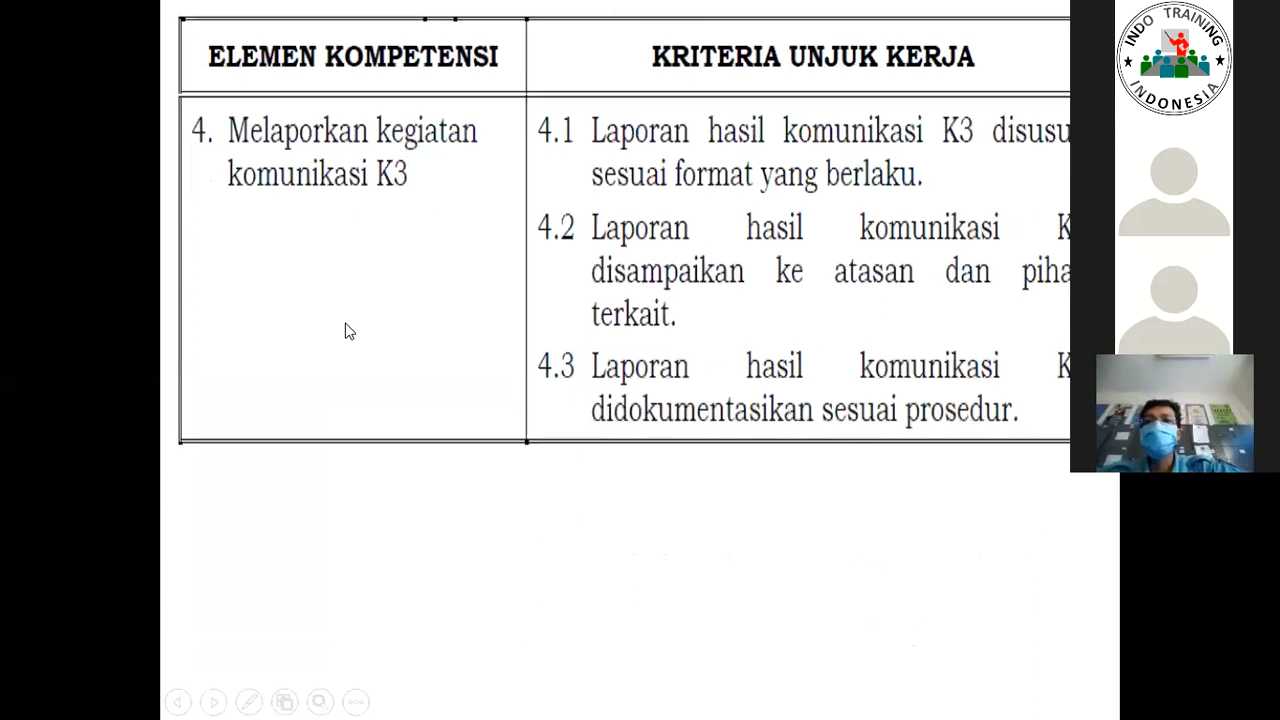 ELEMEN KOMPETENSI
KRITERIA UNJUK KERJA
4. Melaporkan kegiatan
komunikasi K3
4.1 Laporan hasil komunikasi K3 disusu
sesuai format yang berlaku.
4.2 Laporan hasil komunikasi K
disampaikan ke atasan dan piha
terkait.
4.3 Laporan hasil komunikasi K
didokumentasikan sesuai prosedur.
INDO TRAINING
INDONESIA